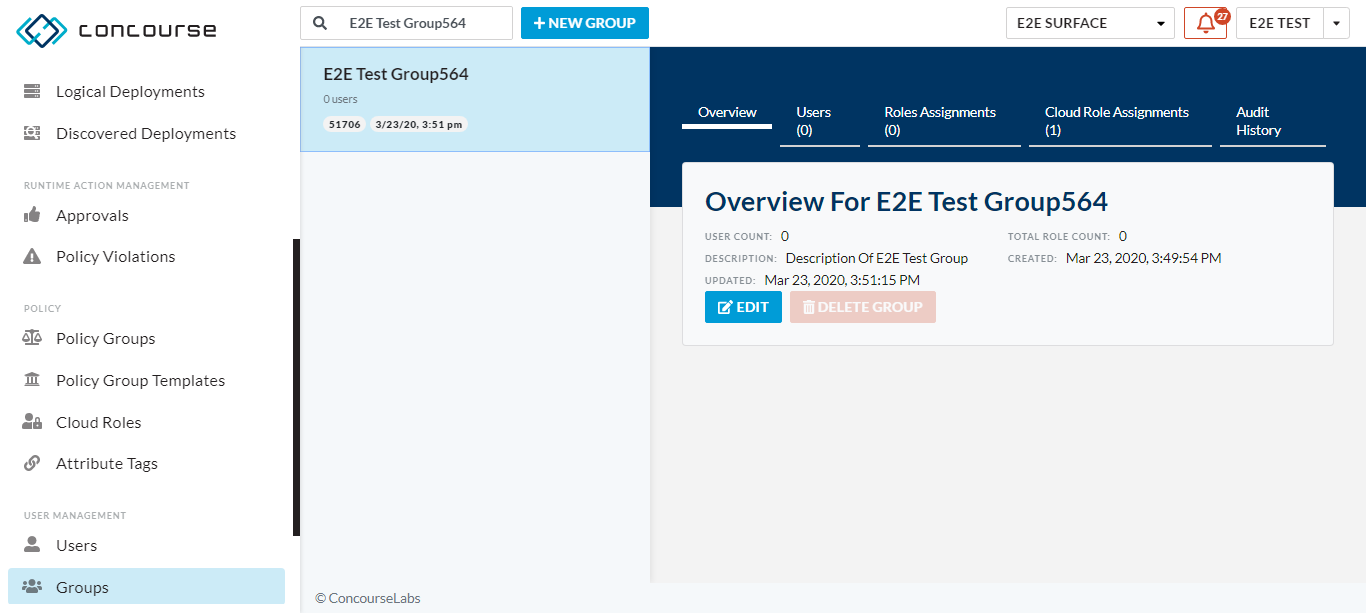 concourse
Logical Deployments
Discovered Deployments
RUNTIME ACTION MANAGEMENT
Approvals
Policy Violations
POLICY
Policy Groups
Policy Group Templates
Cloud Roles
Attribute Tags
USER MANAGEMENT
Users
Groups
E2E Test Group564
+ NEW GROUP
E2E SURFACE
27
E2E TEST
E2E Test Group564
0 users
51706 3/23/20, 3:51 pm
Overview
Users
(0)
Roles Assignments
(0)
Cloud Role Assignments
(1)
Audit
History
Overview For E2E Test Group564
USER COUNT: 0
TOTAL ROLE COUNT: 0
DESCRIPTION: Description Of E2E Test Group
CREATED: Mar 23, 2020, 3:49:54 PM
UPDATED: Mar 23, 2020, 3:51:15 PM
EDIT
DELETE GROUP
© ConcourseLabs